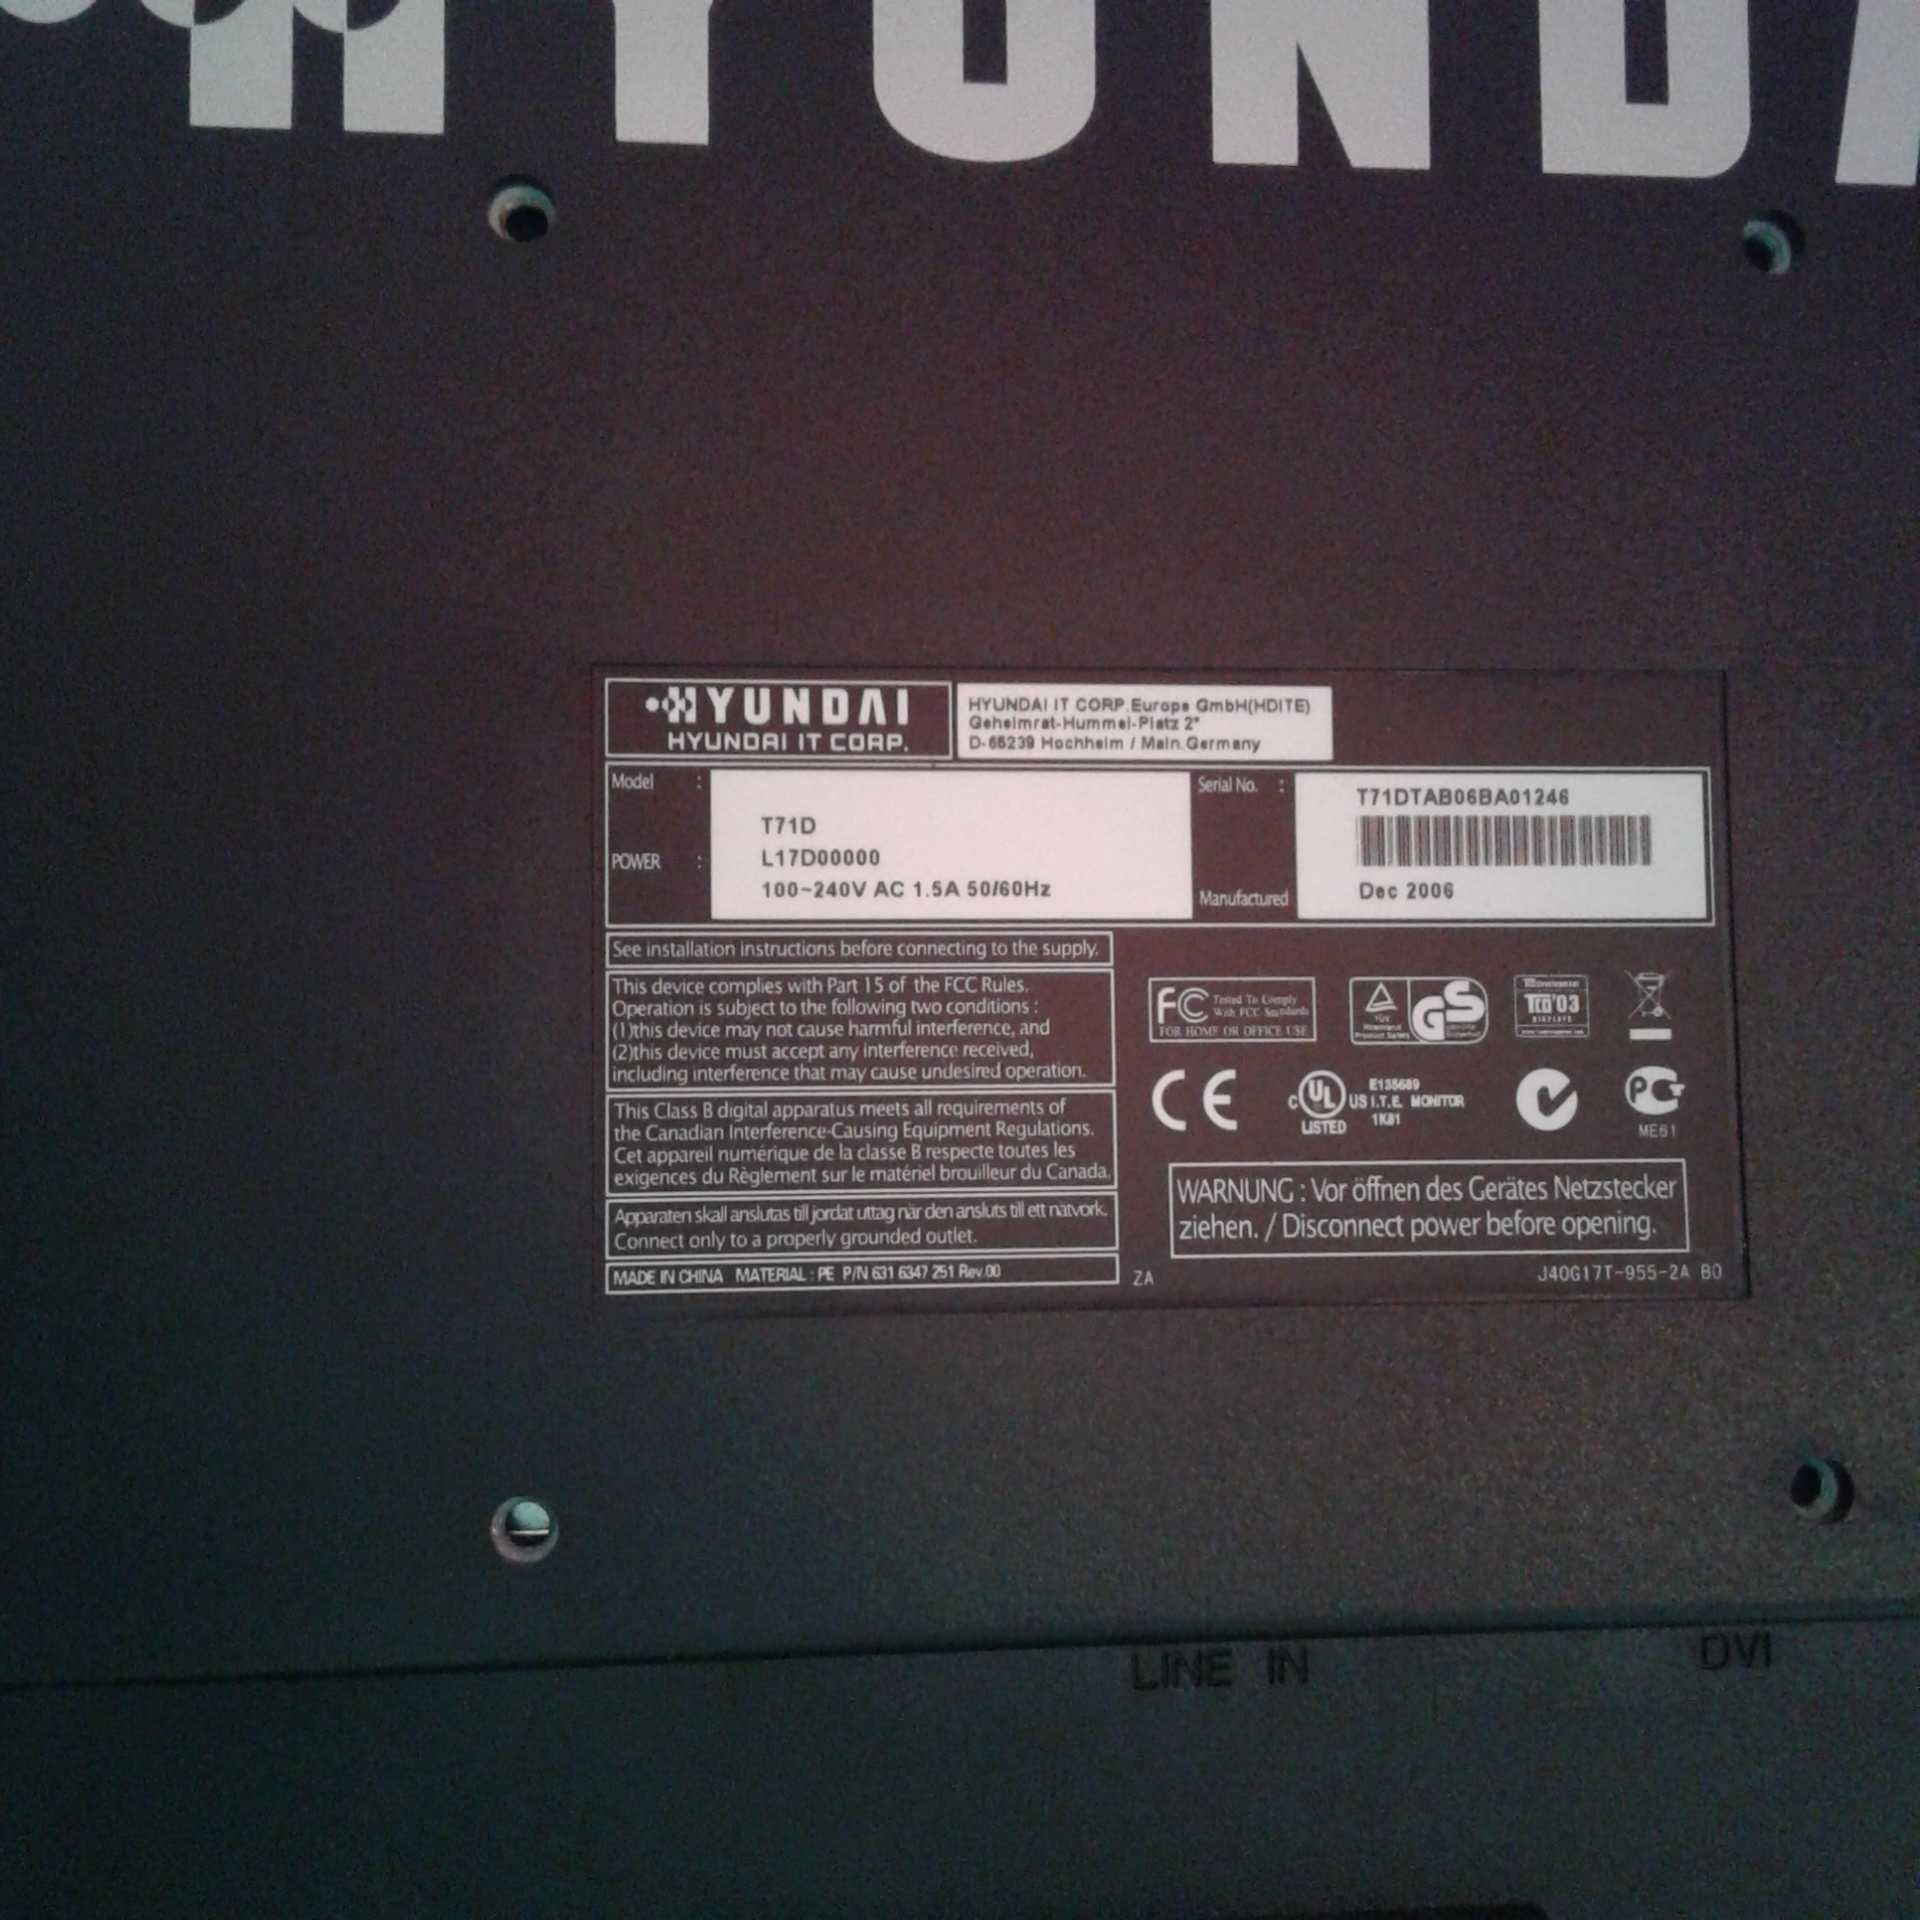 HYUNDA
HYUNDAI
HYUNDAI IT CORP.
HYUNDAI IT CORP.Europe GmbH(HDITE)
Geheimrat-Hummel-Platz 2*
D-65239 Hochheim / Main.Germany
Model :
T71D
POWER :
L17D00000
100~240V AC 1.5A 50/60Hz
Serial No. :
T71DTAB06BA01246
Manufactured
Dec 2006
See installation instructions before connecting to the supply.
This device complies with Part 15 of the FCC Rules.
Operation is subject to the following two conditions :
(1)this device may not cause harmful interference, and
(2)this device must accept any interference received,
including interference that may cause undesired operation.
This Class B digital apparatus meets all requirements of
the Canadian Interference-Causing Equipment Regulations.
Cet appareil numérique de la classe B respecte toutes les
exigences du Règlement sur le matériel brouilleur du Canada.
Apparaten skall anslutas till jordat uttag när den ansluts till ett nätvork.
Connect only to a properly grounded outlet.
MADE IN CHINA MATERIAL : PE P/N 631 6347 251 Rev.00
FC Tested To Comply
With FCC Standards
FOR HOME OR OFFICE USE
TÜV
Rheinland
Product Safety
GS
TCO'03
DISPLAYS
CE
c UL US
LISTED
E135609
I.T.E. MONITOR
1K81
PCT
ME61
WARNUNG : Vor öffnen des Gerätes Netzstecker
ziehen. / Disconnect power before opening.
ZA
J40G17T-955-2A B0
LINE IN
DVI